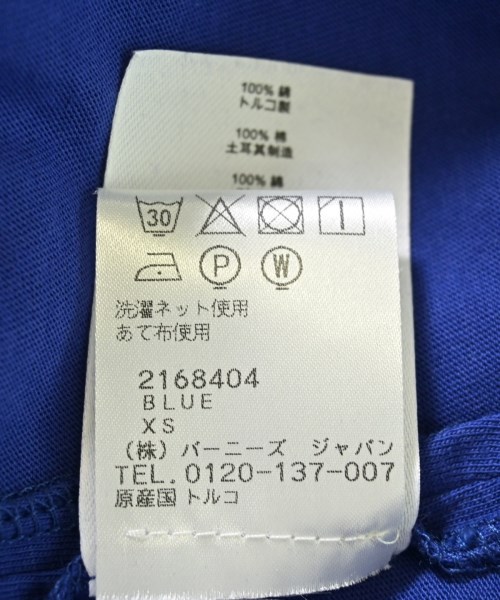 100% 綿
トルコ製
100% 棉
土耳其制造
100% 綿
30
P W
洗濯ネット使用
あて布使用
2168404
BLUE
XS
（株）バーニーズ ジャパン
TEL. 0120-137-007
原産国 トルコ